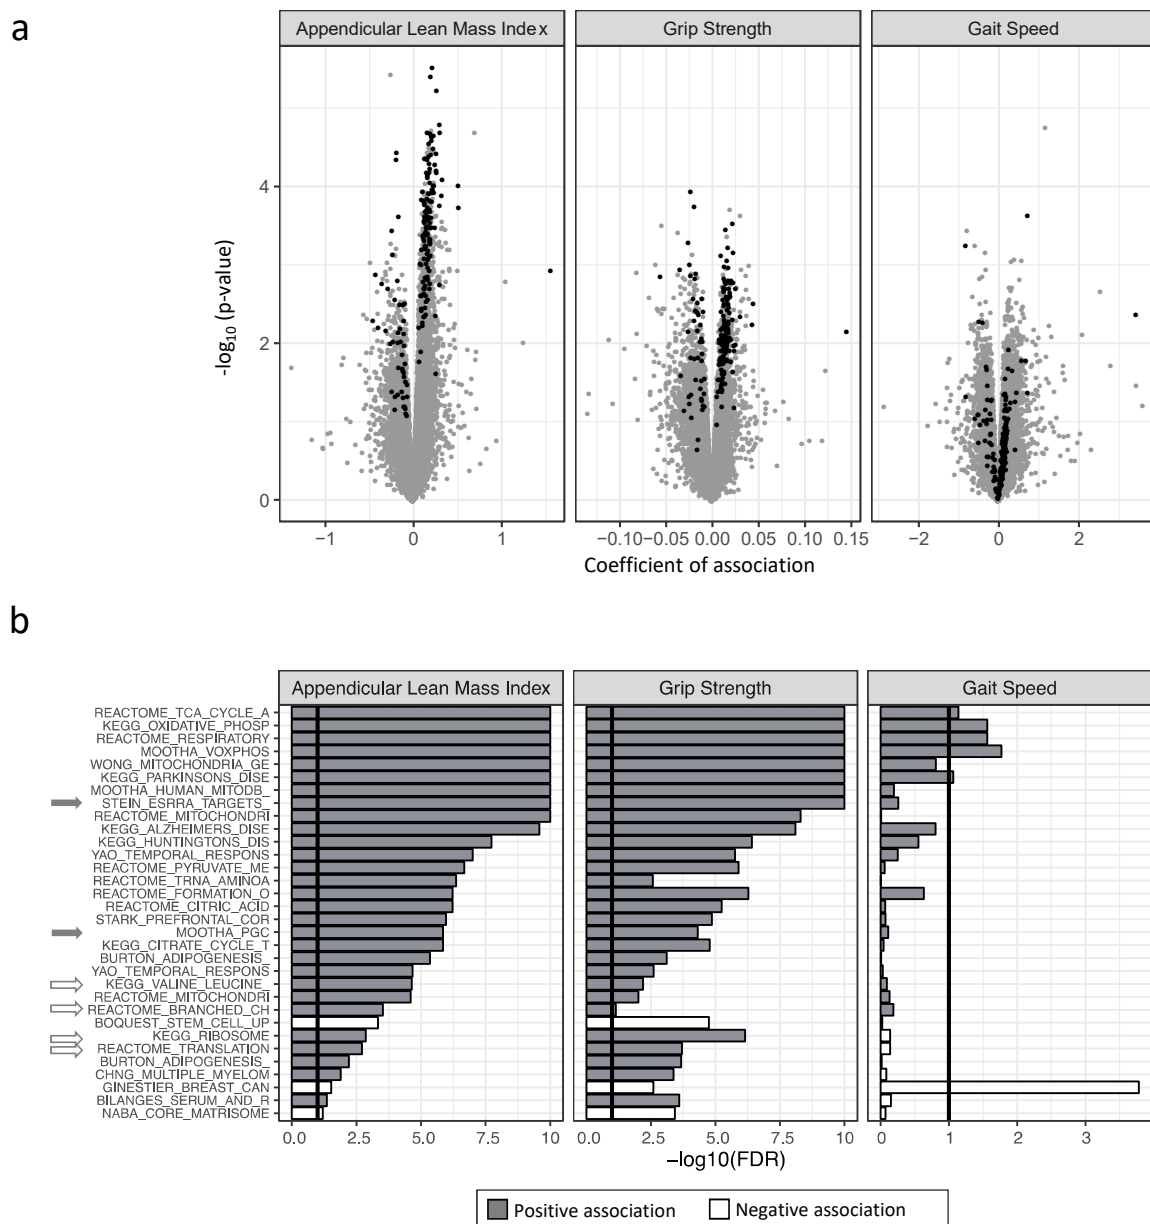 a
Appendicular Lean Mass Index
Grip Strength
Gait Speed
-log10 (p-value)
4
2
0
−1 0 1
−0.10 −0.05 0.00 0.05 0.10 0.15
−2 0 2
Coefficient of association
b
Appendicular Lean Mass Index
Grip Strength
Gait Speed
REACTOME_TCA_CYCLE_A
KEGG_OXIDATIVE_PHOSP
REACTOME_RESPIRATORY
MOOTHA_VOXPHOS
WONG_MITOCHONDRIA_GE
KEGG_PARKINSONS_DISE
MOOTHA_HUMAN_MITODB_
STEIN_ESRRA_TARGETS_
REACTOME_MITOCHONDRI
KEGG_ALZHEIMERS_DISE
KEGG_HUNTINGTONS_DIS
YAO_TEMPORAL_RESPONS
REACTOME_PYRUVATE_ME
REACTOME_TRNA_AMINOA
REACTOME_FORMATION_O
REACTOME_CITRIC_ACID
STARK_PREFRONTAL_COR
MOOTHA_PGC
KEGG_CITRATE_CYCLE_T
BURTON_ADIPOGENESIS_
YAO_TEMPORAL_RESPONS
KEGG_VALINE_LEUCINE_
REACTOME_MITOCHONDRI
REACTOME_BRANCHED_CH
BOQUEST_STEM_CELL_UP
KEGG_RIBOSOME
REACTOME_TRANSLATION
BURTON_ADIPOGENESIS_
CHNG_MULTIPLE_MYELOM
GINESTIER_BREAST_CAN
BILANGES_SERUM_AND_R
NABA_CORE_MATRISOME
0.0 2.5 5.0 7.5 10
0.0 2.5 5.0 7.5 10
0 1 2 3
−log10(FDR)
Positive association
Negative association